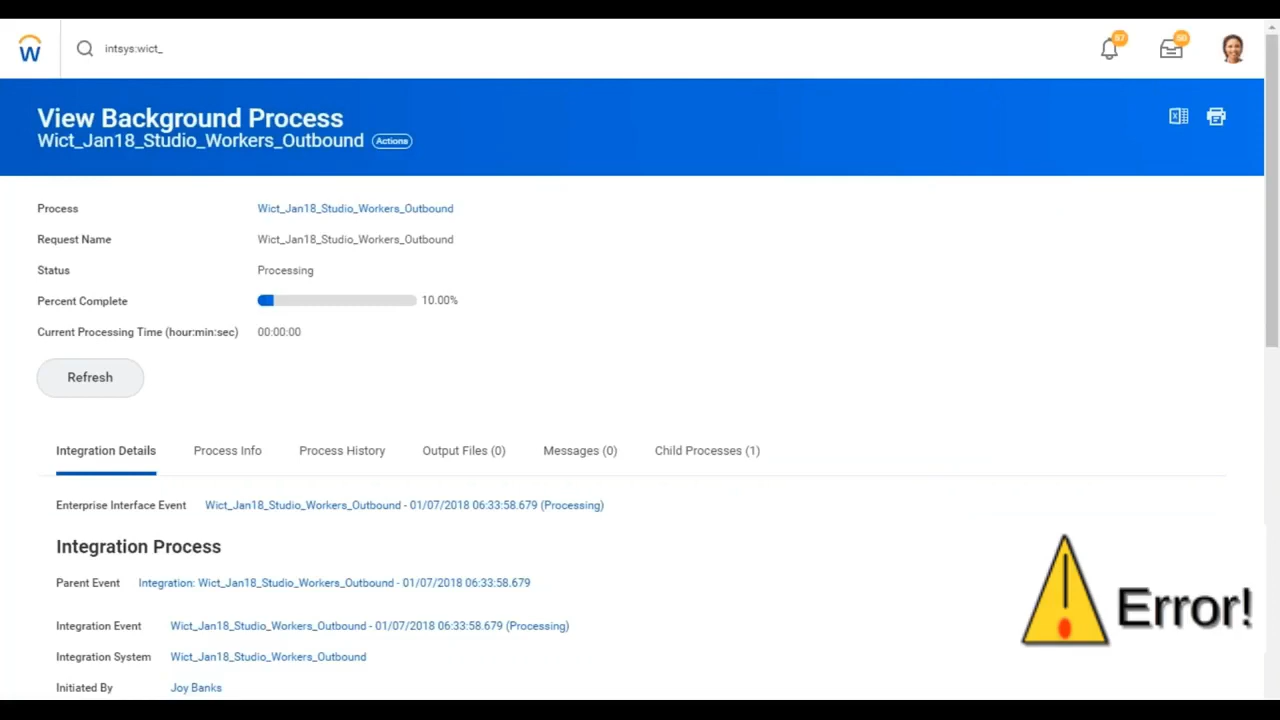 W
intsys:wict_
87
58
View Background Process
Wict_Jan18_Studio_Workers_Outbound Actions
Process Wict_Jan18_Studio_Workers_Outbound
Request Name Wict_Jan18_Studio_Workers_Outbound
Status Processing
Percent Complete 10.00%
Current Processing Time (hour:min:sec) 00:00:00
Refresh
Integration Details Process Info Process History Output Files (0) Messages (0) Child Processes (1)
Enterprise Interface Event Wict_Jan18_Studio_Workers_Outbound - 01/07/2018 06:33:58.679 (Processing)
Integration Process
Parent Event Integration: Wict_Jan18_Studio_Workers_Outbound - 01/07/2018 06:33:58.679
Integration Event Wict_Jan18_Studio_Workers_Outbound - 01/07/2018 06:33:58.679 (Processing)
Integration System Wict_Jan18_Studio_Workers_Outbound
Initiated By Joy Banks
Error!